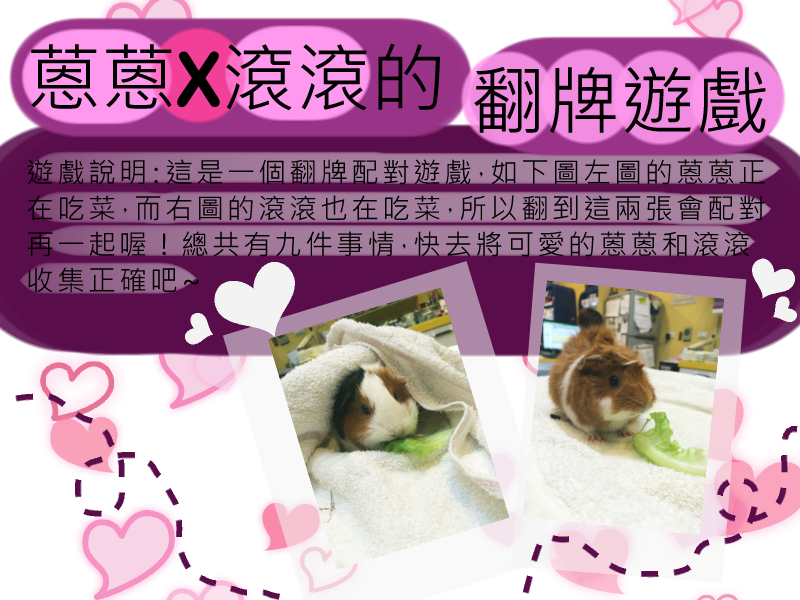 蔥蔥X滾滾的
翻牌遊戲
遊戲說明:這是一個翻牌配對遊戲,如下圖左圖的蔥蔥正
在吃菜,而右圖的滾滾也在吃菜,所以翻到這兩張會配對
再一起喔!總共有九件事情,快去將可愛的蔥蔥和滾滾
收集正確吧~